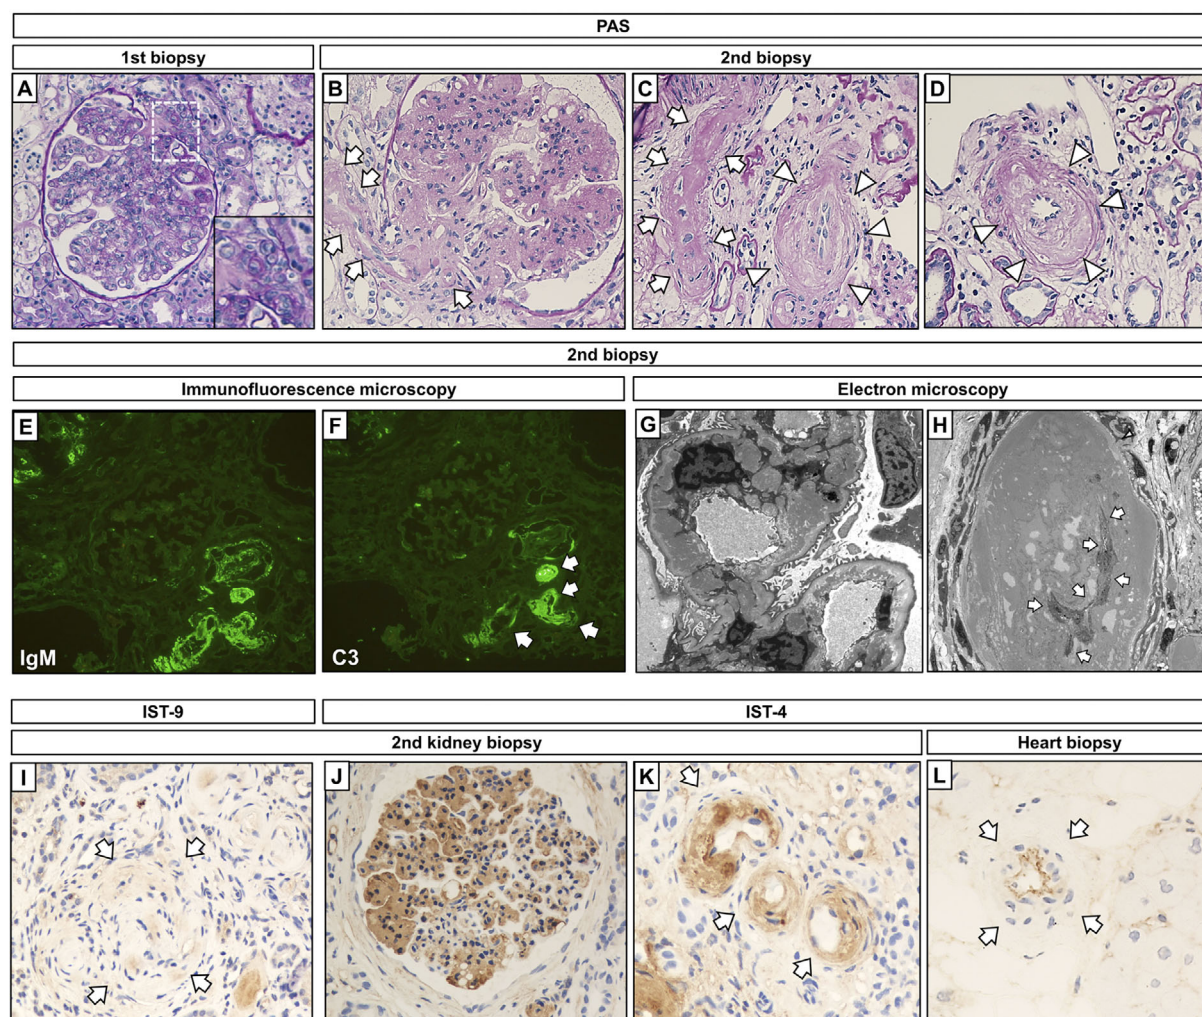 PAS
1st biopsy
2nd biopsy
A
B
C
D
2nd biopsy
Immunofluorescence microscopy
Electron microscopy
E
F
G
H
IgM
C3
IST-9
IST-4
2nd kidney biopsy
Heart biopsy
I
J
K
L